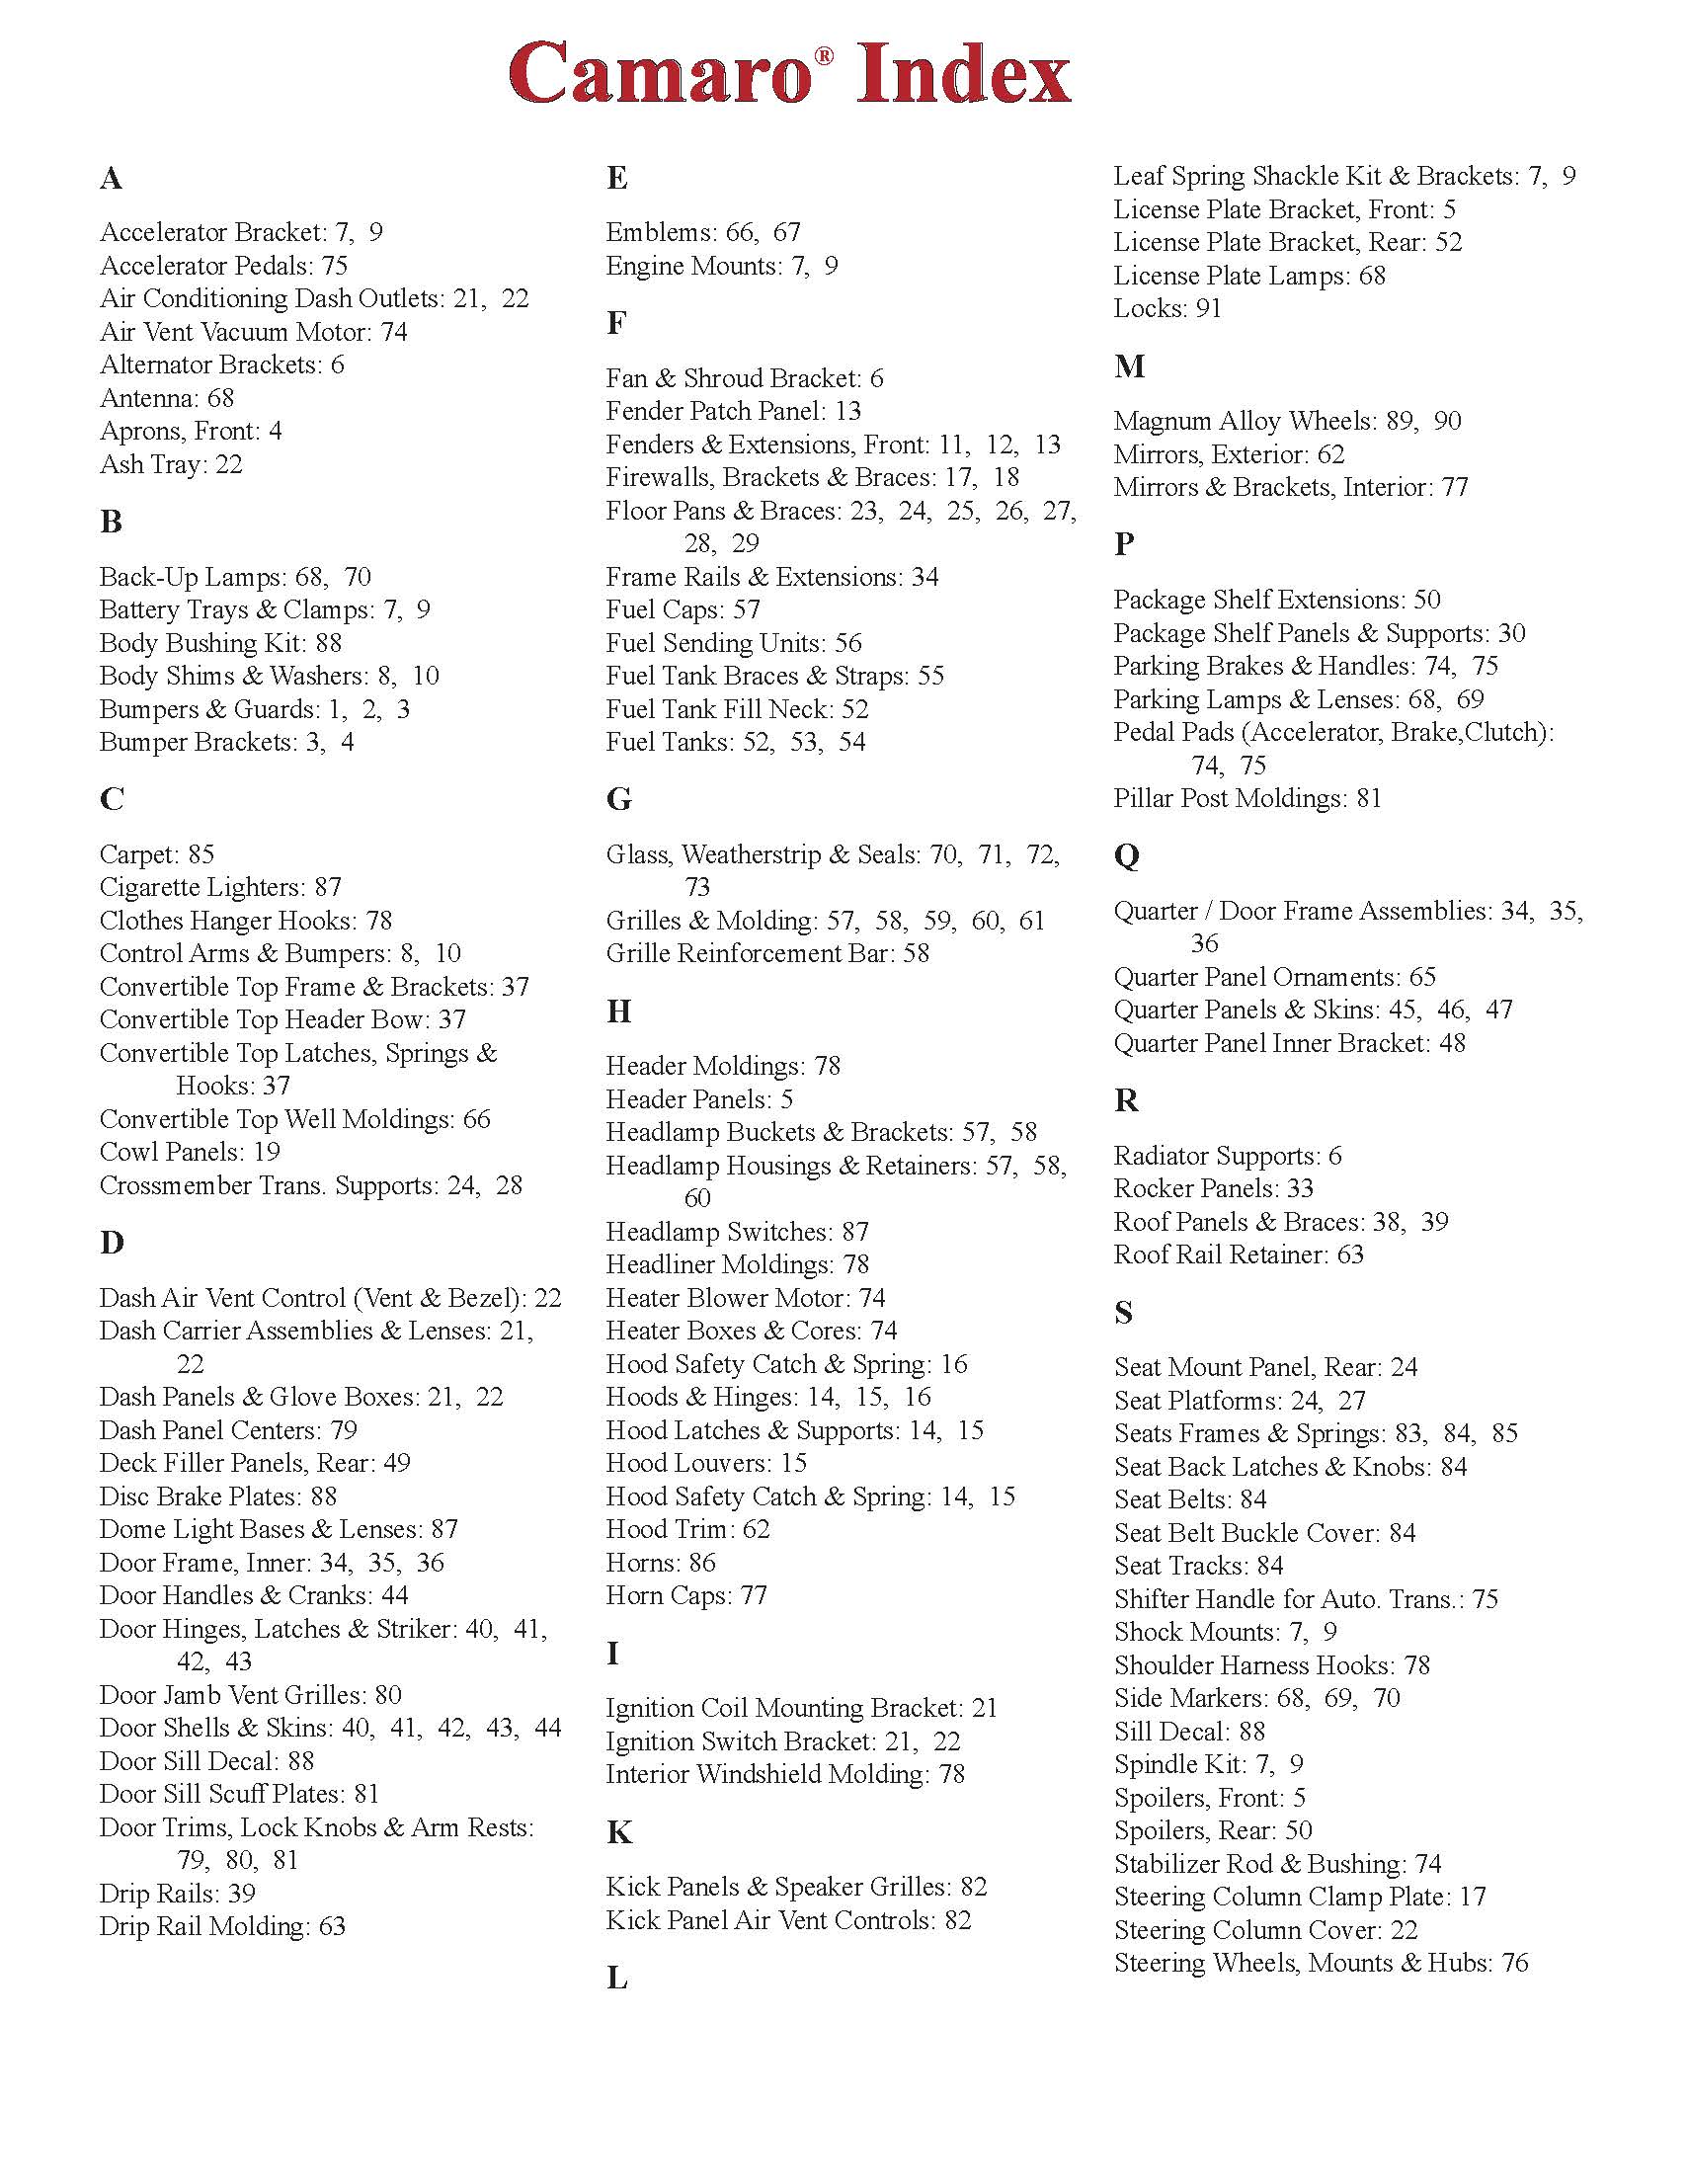 Camaro® Index
A
Accelerator Bracket: 7, 9
Accelerator Pedals: 75
Air Conditioning Dash Outlets: 21, 22
Air Vent Vacuum Motor: 74
Alternator Brackets: 6
Antenna: 68
Aprons, Front: 4
Ash Tray: 22
B
Back-Up Lamps: 68, 70
Battery Trays & Clamps: 7, 9
Body Bushing Kit: 88
Body Shims & Washers: 8, 10
Bumpers & Guards: 1, 2, 3
Bumper Brackets: 3, 4
C
Carpet: 85
Cigarette Lighters: 87
Clothes Hanger Hooks: 78
Control Arms & Bumpers: 8, 10
Convertible Top Frame & Brackets: 37
Convertible Top Header Bow: 37
Convertible Top Latches, Springs &
Hooks: 37
Convertible Top Well Moldings: 66
Cowl Panels: 19
Crossmember Trans. Supports: 24, 28
D
Dash Air Vent Control (Vent & Bezel): 22
Dash Carrier Assemblies & Lenses: 21,
22
Dash Panels & Glove Boxes: 21, 22
Dash Panel Centers: 79
Deck Filler Panels, Rear: 49
Disc Brake Plates: 88
Dome Light Bases & Lenses: 87
Door Frame, Inner: 34, 35, 36
Door Handles & Cranks: 44
Door Hinges, Latches & Striker: 40, 41,
42, 43
Door Jamb Vent Grilles: 80
Door Shells & Skins: 40, 41, 42, 43, 44
Door Sill Decal: 88
Door Sill Scuff Plates: 81
Door Trims, Lock Knobs & Arm Rests:
79, 80, 81
Drip Rails: 39
Drip Rail Molding: 63
E
Emblems: 66, 67
Engine Mounts: 7, 9
F
Fan & Shroud Bracket: 6
Fender Patch Panel: 13
Fenders & Extensions, Front: 11, 12, 13
Firewalls, Brackets & Braces: 17, 18
Floor Pans & Braces: 23, 24, 25, 26, 27,
28, 29
Frame Rails & Extensions: 34
Fuel Caps: 57
Fuel Sending Units: 56
Fuel Tank Braces & Straps: 55
Fuel Tank Fill Neck: 52
Fuel Tanks: 52, 53, 54
G
Glass, Weatherstrip & Seals: 70, 71, 72,
73
Grilles & Molding: 57, 58, 59, 60, 61
Grille Reinforcement Bar: 58
H
Header Moldings: 78
Header Panels: 5
Headlamp Buckets & Brackets: 57, 58
Headlamp Housings & Retainers: 57, 58,
60
Headlamp Switches: 87
Headliner Moldings: 78
Heater Blower Motor: 74
Heater Boxes & Cores: 74
Hood Safety Catch & Spring: 16
Hoods & Hinges: 14, 15, 16
Hood Latches & Supports: 14, 15
Hood Louvers: 15
Hood Safety Catch & Spring: 14, 15
Hood Trim: 62
Horns: 86
Horn Caps: 77
I
Ignition Coil Mounting Bracket: 21
Ignition Switch Bracket: 21, 22
Interior Windshield Molding: 78
K
Kick Panels & Speaker Grilles: 82
Kick Panel Air Vent Controls: 82
L
Leaf Spring Shackle Kit & Brackets: 7, 9
License Plate Bracket, Front: 5
License Plate Bracket, Rear: 52
License Plate Lamps: 68
Locks: 91
M
Magnum Alloy Wheels: 89, 90
Mirrors, Exterior: 62
Mirrors & Brackets, Interior: 77
P
Package Shelf Extensions: 50
Package Shelf Panels & Supports: 30
Parking Brakes & Handles: 74, 75
Parking Lamps & Lenses: 68, 69
Pedal Pads (Accelerator, Brake,Clutch):
74, 75
Pillar Post Moldings: 81
Q
Quarter / Door Frame Assemblies: 34, 35,
36
Quarter Panel Ornaments: 65
Quarter Panels & Skins: 45, 46, 47
Quarter Panel Inner Bracket: 48
R
Radiator Supports: 6
Rocker Panels: 33
Roof Panels & Braces: 38, 39
Roof Rail Retainer: 63
S
Seat Mount Panel, Rear: 24
Seat Platforms: 24, 27
Seats Frames & Springs: 83, 84, 85
Seat Back Latches & Knobs: 84
Seat Belts: 84
Seat Belt Buckle Cover: 84
Seat Tracks: 84
Shifter Handle for Auto. Trans.: 75
Shock Mounts: 7, 9
Shoulder Harness Hooks: 78
Side Markers: 68, 69, 70
Sill Decal: 88
Spindle Kit: 7, 9
Spoilers, Front: 5
Spoilers, Rear: 50
Stabilizer Rod & Bushing: 74
Steering Column Clamp Plate: 17
Steering Column Cover: 22
Steering Wheels, Mounts & Hubs: 76